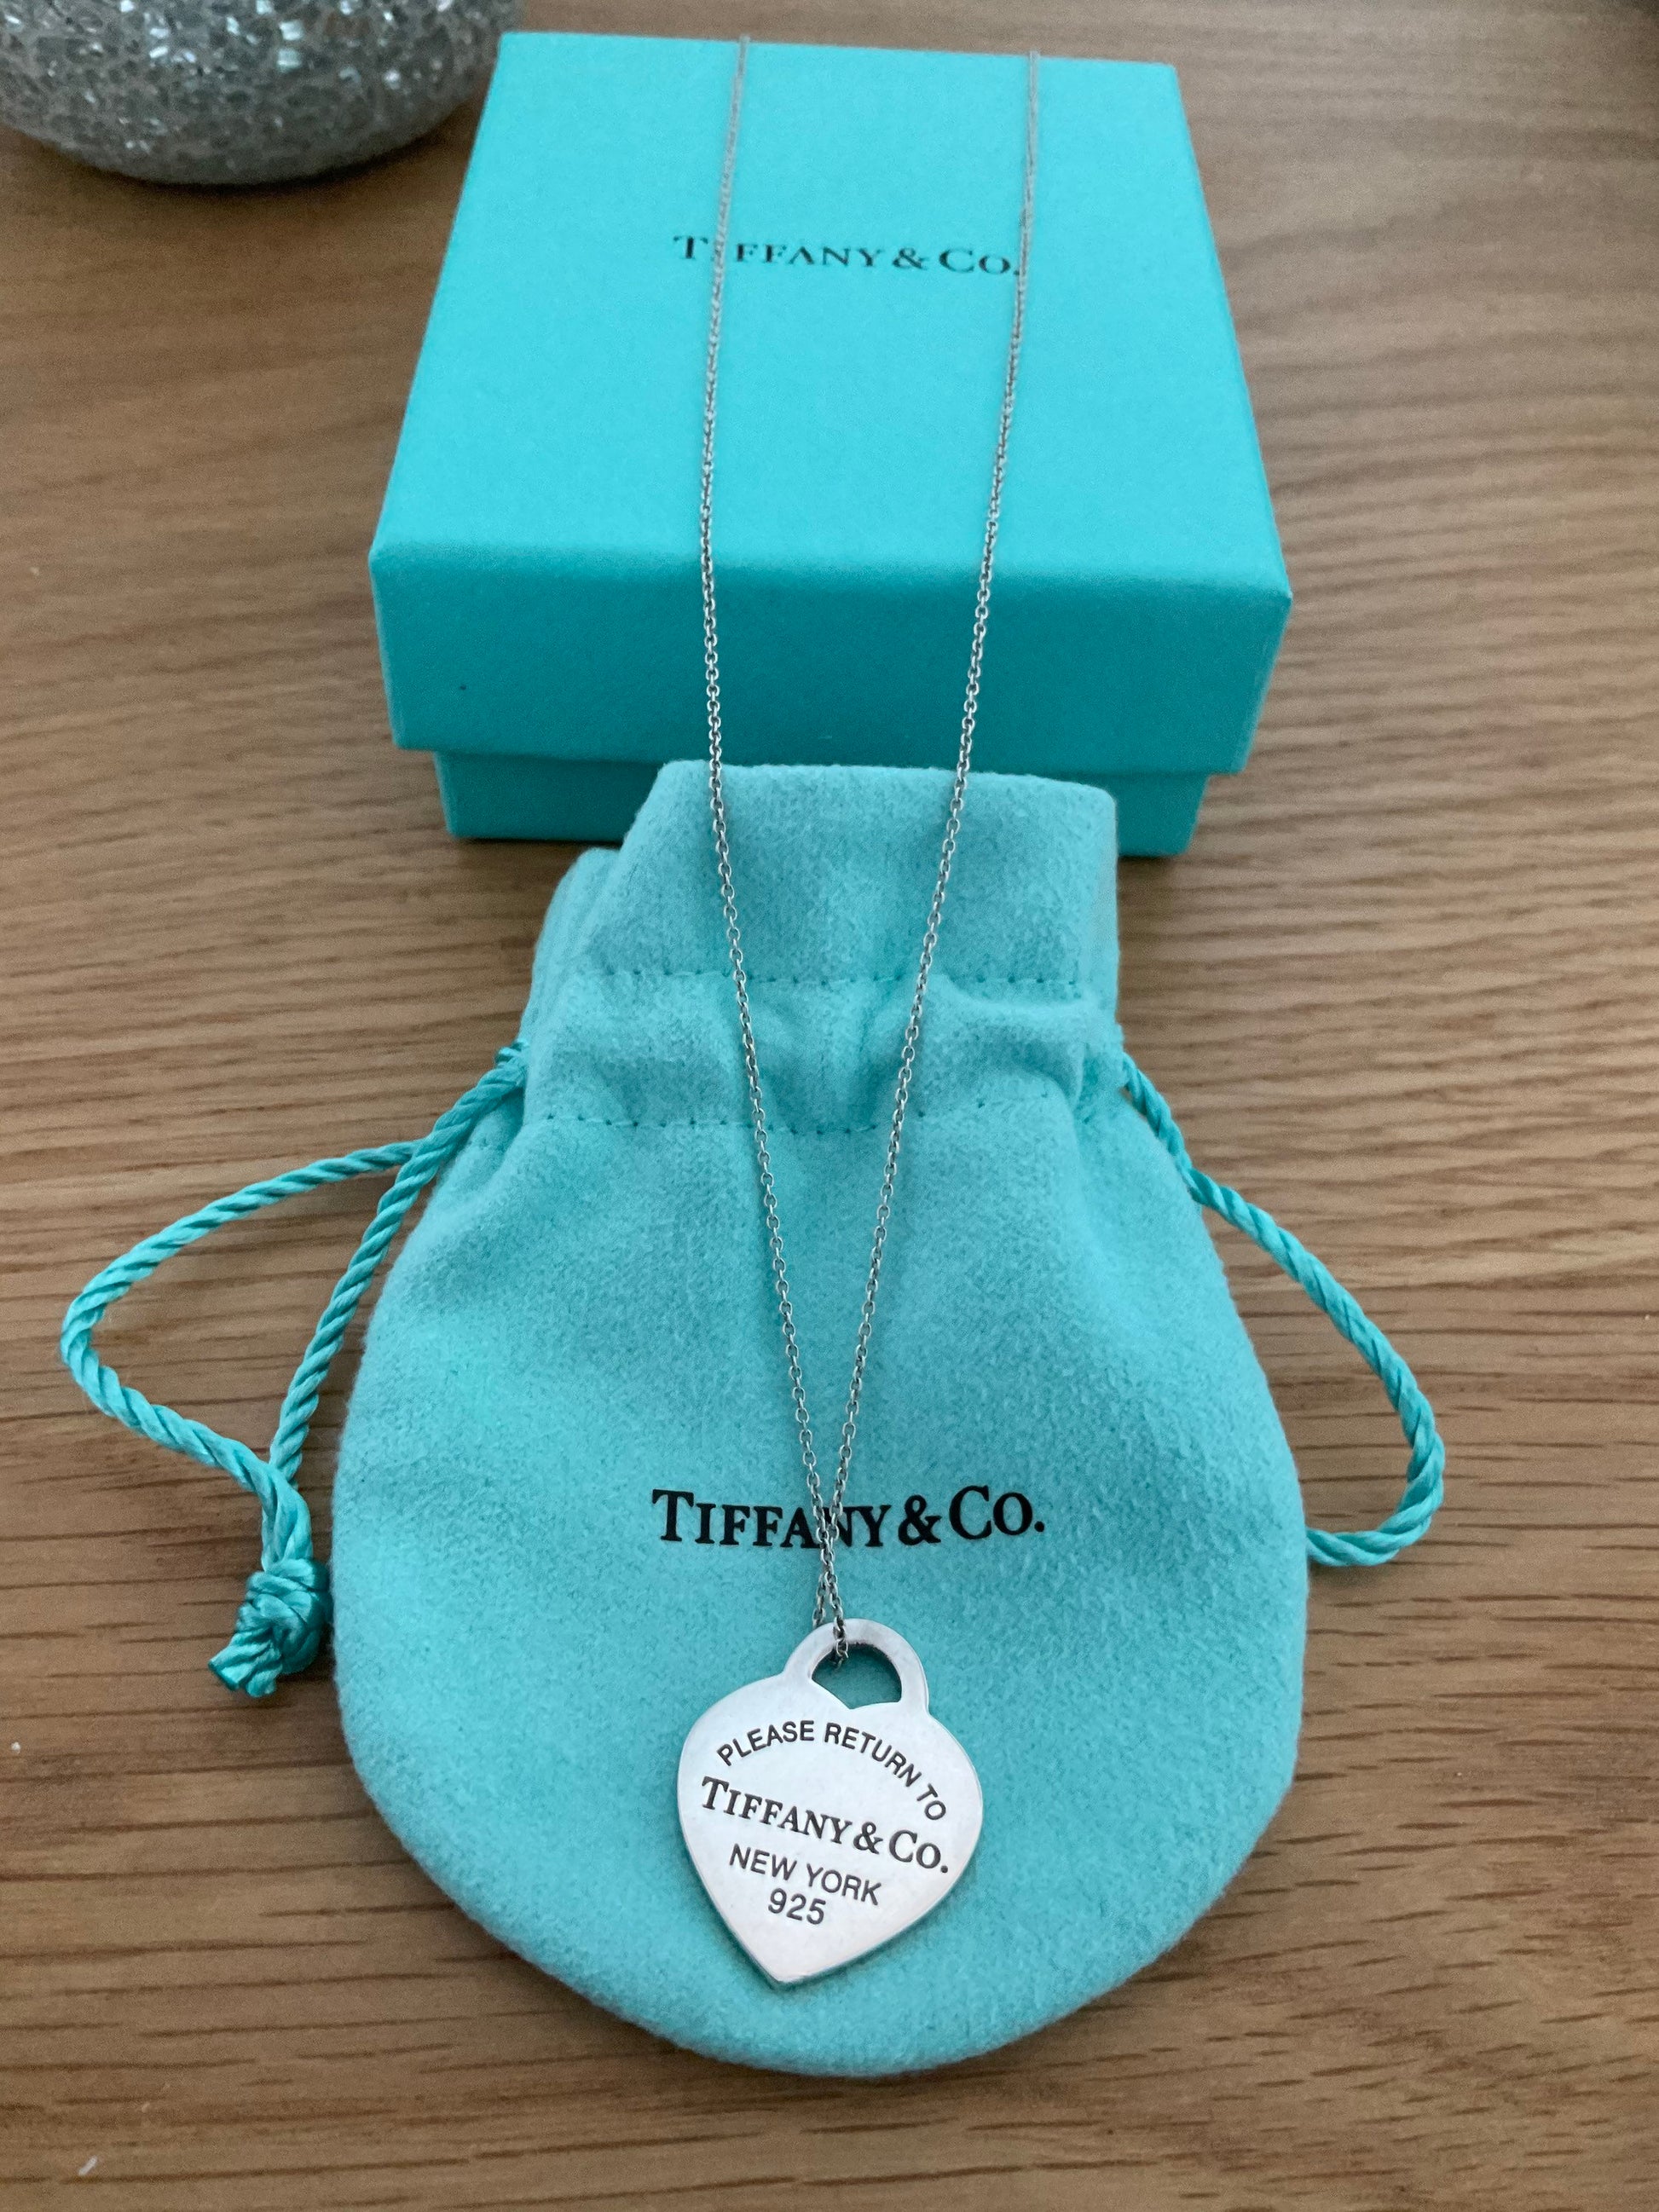 TIFFANY & CO.
TIFFANY & CO.
PLEASE RETURN TO
TIFFANY & CO.
NEW YORK
925